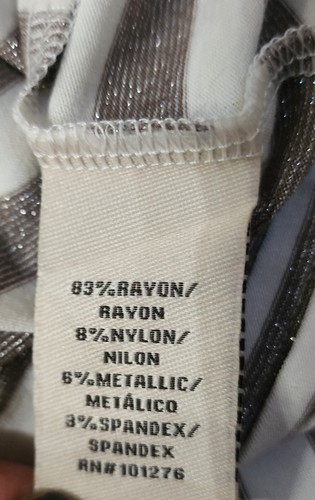 83%RAYON/
RAYON
8%NYLON/
NILON
6%METALLIC/
METÁLICO
3%SPANDEX/
SPANDEX
RN#101276